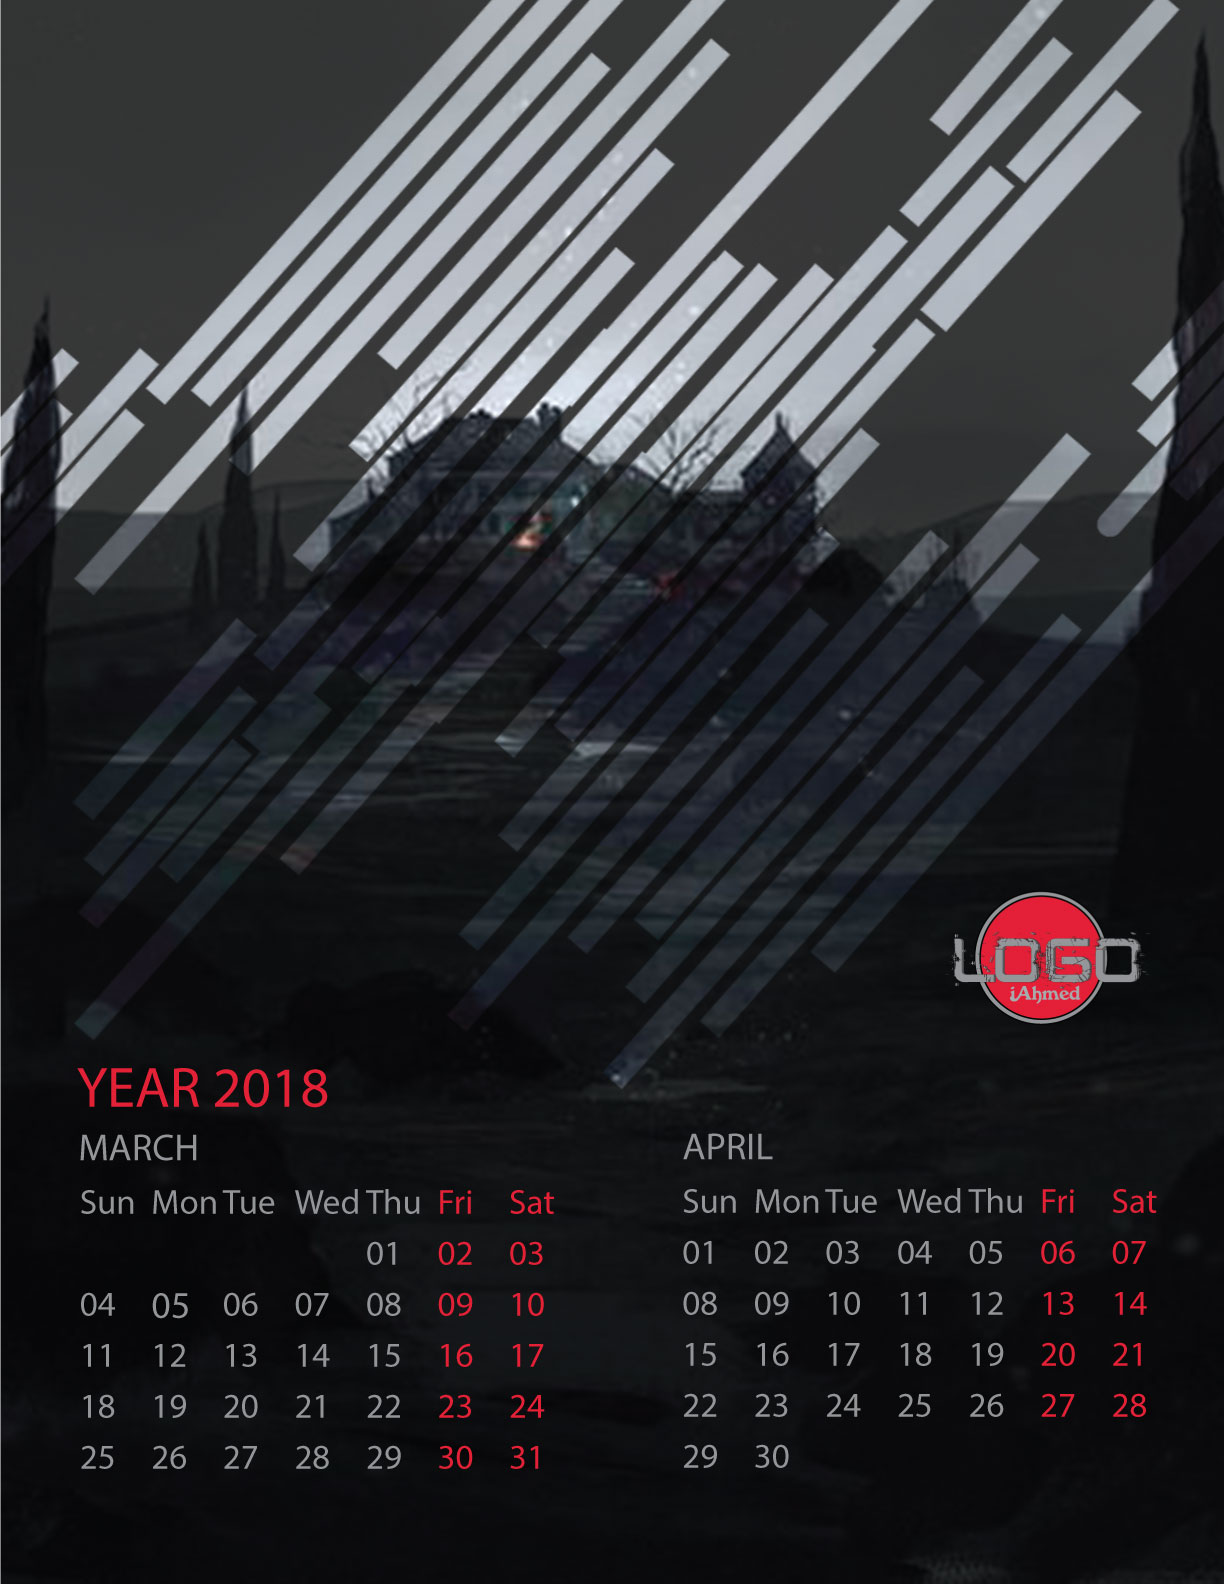 LOGO
iAhmed
YEAR 2018
MARCH
Sun Mon Tue Wed Thu Fri Sat
01 02 03
04 05 06 07 08 09 10
11 12 13 14 15 16 17
18 19 20 21 22 23 24
25 26 27 28 29 30 31
APRIL
Sun Mon Tue Wed Thu Fri Sat
01 02 03 04 05 06 07
08 09 10 11 12 13 14
15 16 17 18 19 20 21
22 23 24 25 26 27 28
29 30